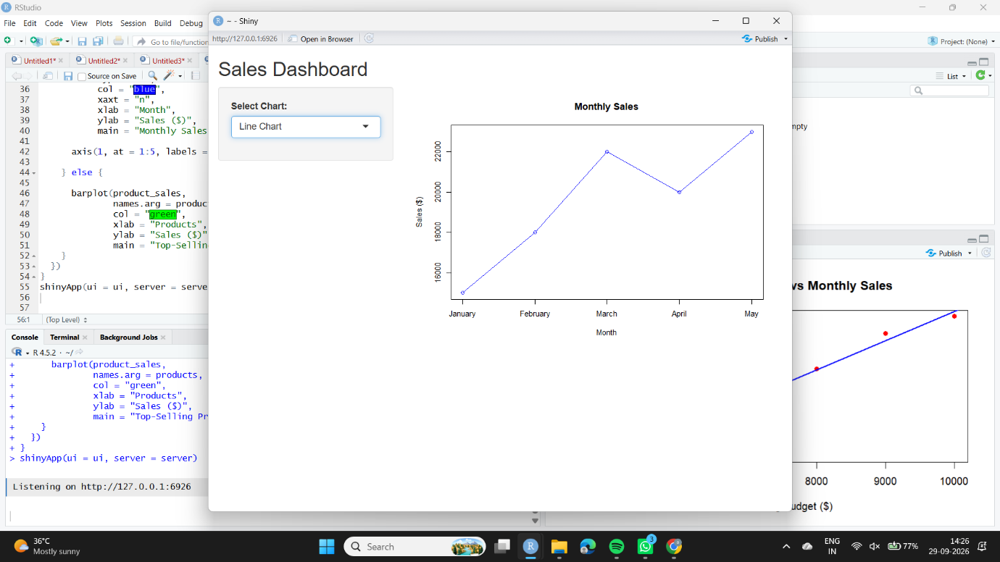 RStudio
File Edit Code View Plots Session Build Debug
Go to file/function
Project: (None)
Untitled1* Untitled2* Untitled3*
Source on Save
36 col = "blue",
37 xaxt = "n",
38 xlab = "Month",
39 ylab = "Sales ($)",
40 main = "Monthly Sales
41
42 axis(1, at = 1:5, labels =
43
44 } else {
45
46 barplot(product_sales,
47 names.arg = produc
48 col = "green",
49 xlab = "Products",
50 ylab = "Sales ($)"
51 main = "Top-Sellin
52 }
53 })
54 }
55 shinyApp(ui = ui, server = serve
56
57
56:1 (Top Level)
Console Terminal Background Jobs
R 4.5.2 · ~/
+ barplot(product_sales,
+ names.arg = products,
+ col = "green",
+ xlab = "Products",
+ ylab = "Sales ($)",
+ main = "Top-Selling Pr
+ }
+ })
+ }
> shinyApp(ui = ui, server = server)
Listening on http://127.0.0.1:6926
~ - Shiny
http://127.0.0.1:6926 Open in Browser Publish
Sales Dashboard
Select Chart:
Line Chart
Monthly Sales
Sales ($)
22000
20000
18000
16000
January February March April May
Month
List
mpty
Publish
vs Monthly Sales
8000 9000 10000
udget ($)
36°C
Mostly sunny
Search
3
ENG
IN
77%
14:26
29-09-2026